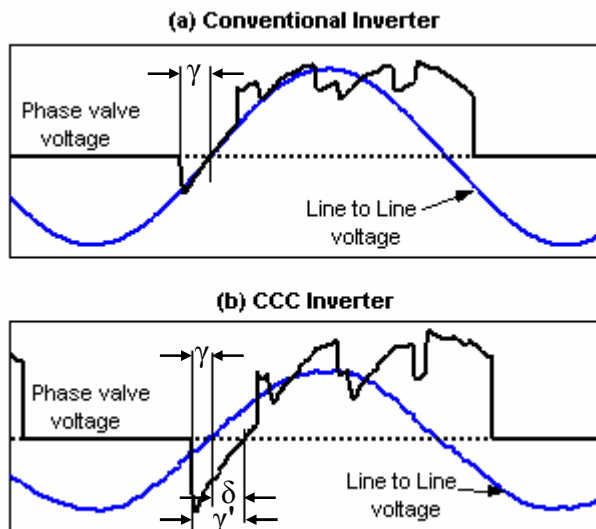 (a) Conventional Inverter
γ
Phase valve
voltage
Line to Line
voltage
(b) CCC Inverter
γ
Phase valve
voltage
δ
γ'
Line to Line
voltage